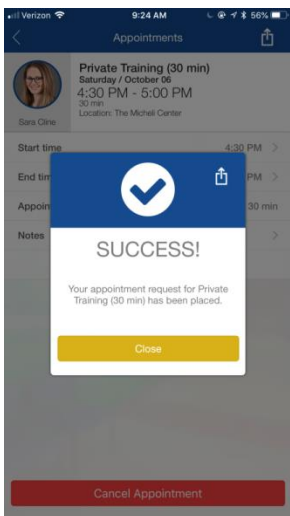 Verizon 9:24 AM 56%
Appointments
Private Training (30 min)
Saturday / October 06
4:30 PM - 5:00 PM
30 min
Location: The Micheli Center
Sara Cline
Start time 4:30 PM
End tim PM
Appoin 30 min
Notes
SUCCESS!
Your appointment request for Private
Training (30 min) has been placed.
Close
Cancel Appointment